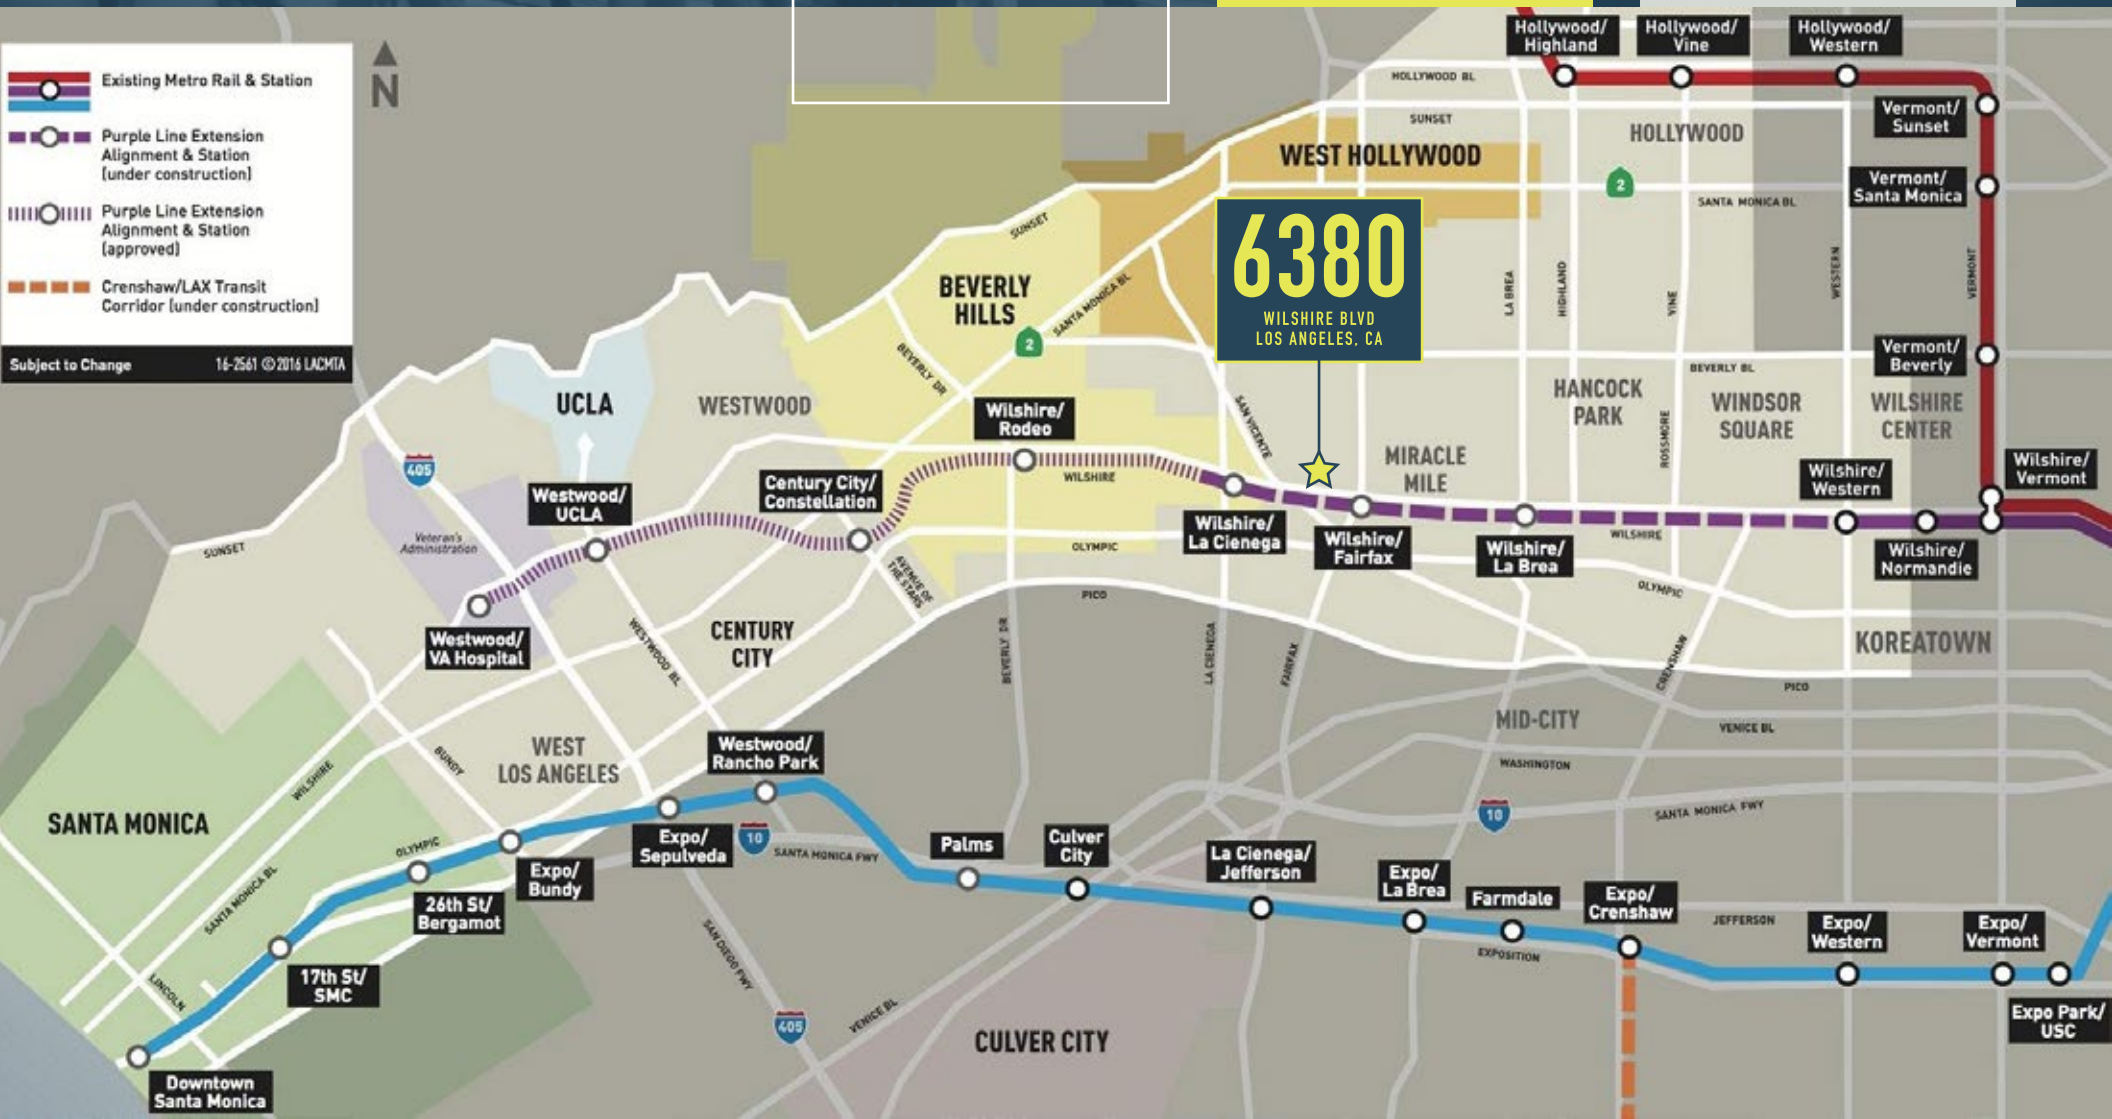 Existing Metro Rail & Station
Purple Line Extension
Alignment & Station
(under construction)
Purple Line Extension
Alignment & Station
(approved)
Crenshaw/LAX Transit
Corridor (under construction)
Subject to Change
16-2561 ©2016 LACMTA
N
Hollywood/
Highland
Hollywood/
Vine
Hollywood/
Western
HOLLYWOOD BL
SUNSET
HOLLYWOOD
Vermont/
Sunset
WEST HOLLYWOOD
2
SANTA MONICA BL
Vermont/
Santa Monica
6380
WILSHIRE BLVD
LOS ANGELES, CA
SUNSET
BEVERLY
HILLS
SANTA MONICA BL
2
BEVERLY DR
LA BREA
HIGHLAND
VINE
WESTERN
VERMONT
Vermont/
Beverly
BEVERLY BL
HANCOCK
PARK
WINDSOR
SQUARE
WILSHIRE
CENTER
ROSSMORE
SAN VICENTE
MIRACLE
MILE
UCLA
WESTWOOD
Wilshire/
Rodeo
WILSHIRE
405
Westwood/
UCLA
Century City/
Constellation
Wilshire/
La Cienega
Wilshire/
Fairfax
Wilshire/
La Brea
WILSHIRE
Wilshire/
Western
Wilshire/
Vermont
Wilshire/
Normandie
Veteran's
Administration
SUNSET
OLYMPIC
AVENUE OF
THE STARS
PICO
OLYMPIC
Westwood/
VA Hospital
WESTWOOD BL
CENTURY
CITY
BEVERLY DR
LA CIENEGA
FAIRFAX
CRENSHAW
KOREATOWN
PICO
MID-CITY
VENICE BL
WASHINGTON
10
SANTA MONICA FWY
WEST
LOS ANGELES
BUNDY
WILSHIRE
SANTA MONICA
Westwood/
Rancho Park
Expo/
Sepulveda
10
SANTA MONICA FWY
OLYMPIC
Expo/
Bundy
26th St/
Bergamot
SANTA MONICA BL
17th St/
SMC
LINCOLN
Downtown
Santa Monica
Palms
Culver
City
La Cienega/
Jefferson
Expo/
La Brea
Farmdale
Expo/
Crenshaw
JEFFERSON
EXPOSITION
Expo/
Western
Expo/
Vermont
Expo Park/
USC
SAN DIEGO FWY
405
VENICE BL
CULVER CITY